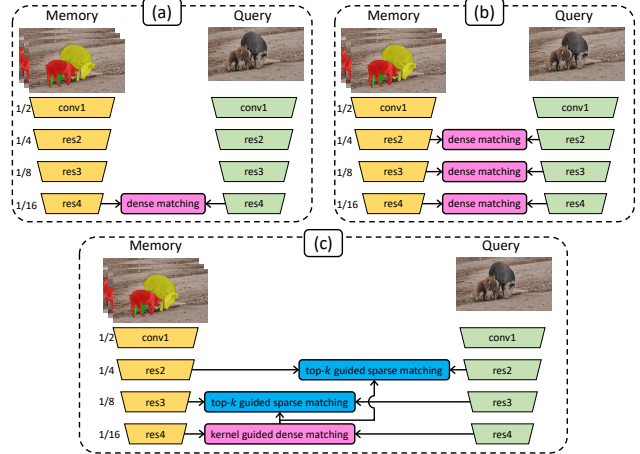 (a)
Memory
Query
1/2 conv1 conv1
1/4 res2 res2
1/8 res3 res3
1/16 res4 dense matching res4
(b)
Memory
Query
1/2 conv1 conv1
1/4 res2 dense matching res2
1/8 res3 dense matching res3
1/16 res4 dense matching res4
(c)
Memory
Query
1/2 conv1 conv1
1/4 res2 top-k guided sparse matching res2
1/8 res3 top-k guided sparse matching res3
1/16 res4 kernel guided dense matching res4